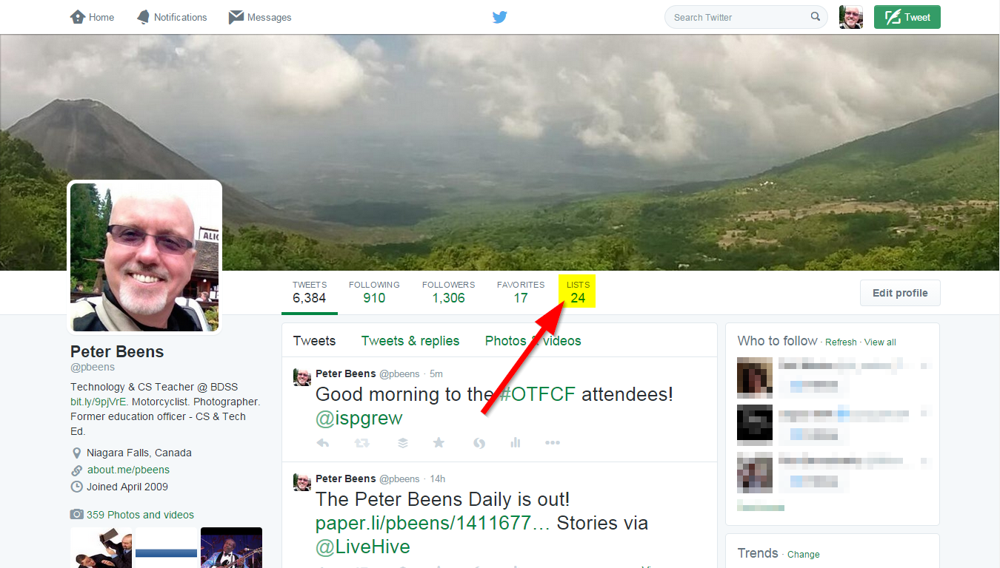 Home
Notifications
Messages
Search Twitter
Tweet
ALIC
TWEETS
6,384
FOLLOWING
910
FOLLOWERS
1,306
FAVORITES
17
LISTS
24
Edit profile
Peter Beens
@pbeens
Technology & CS Teacher @ BDSS
bit.ly/9pjVrE. Motorcyclist. Photographer.
Former education officer - CS & Tech
Ed.
Niagara Falls, Canada
about.me/pbeens
Joined April 2009
359 Photos and videos
Tweets Tweets & replies Photos & videos
Peter Beens @pbeens · 5m
Good morning to the #OTFCF attendees!
@ispgrew
Peter Beens @pbeens · 14h
The Peter Beens Daily is out!
paper.li/pbeens/1411677… Stories via
@LiveHive
Who to follow · Refresh · View all
Trends · Change